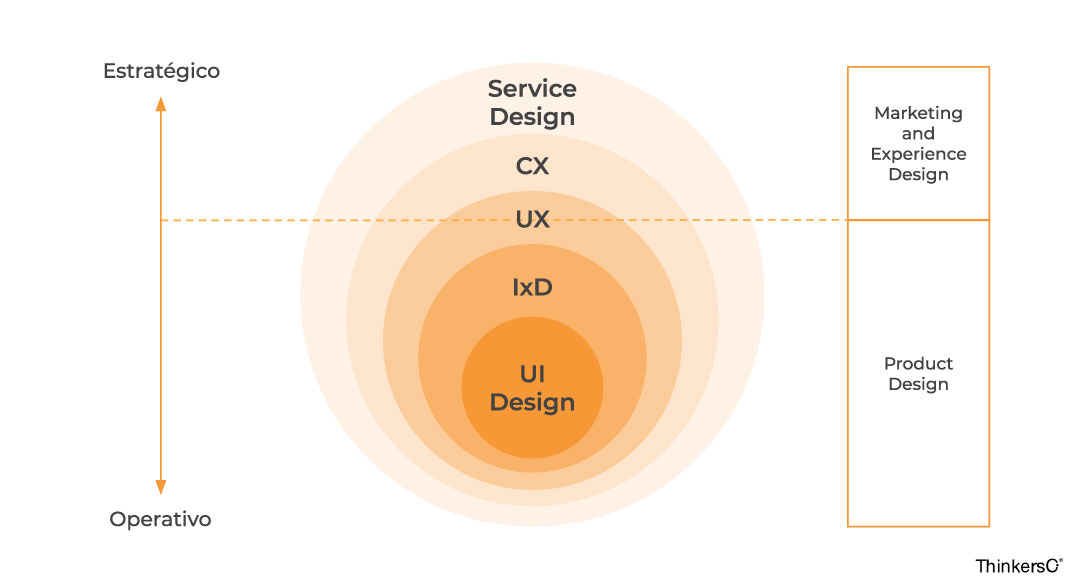 Estratégico
Operativo
Service
Design
CX
UX
IxD
UI
Design
Marketing
and
Experience
Design
Product
Design
ThinkersCo®